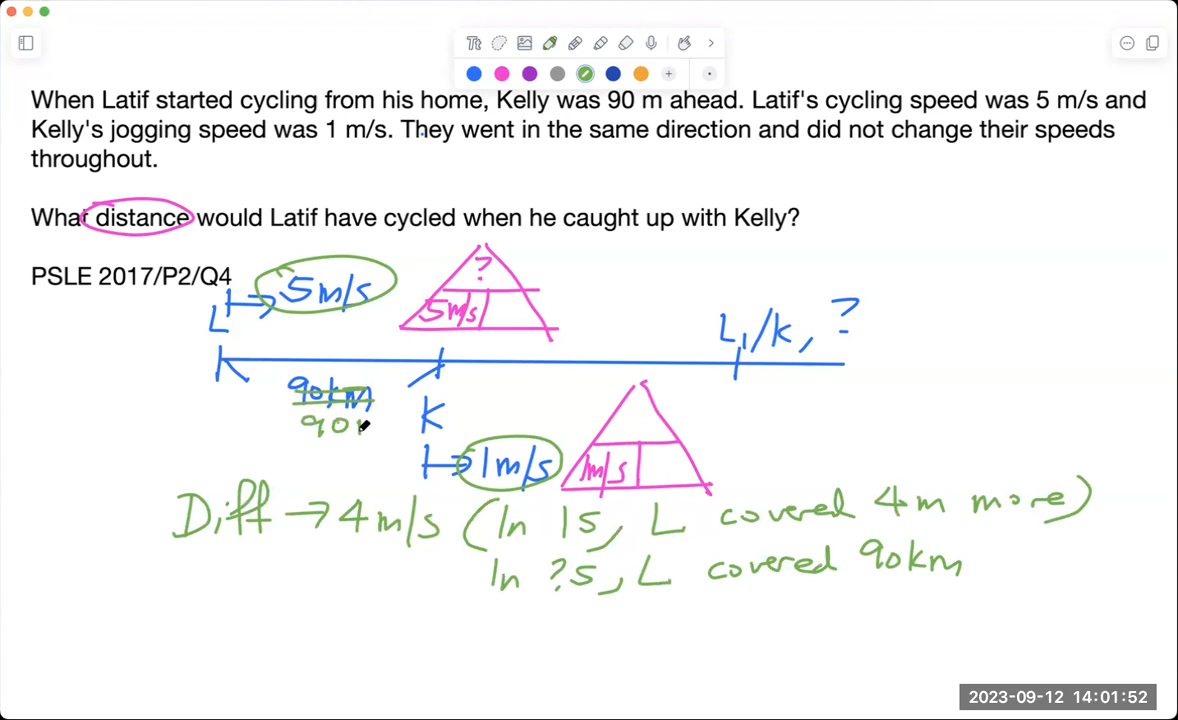 Tt
When Latif started cycling from his home, Kelly was 90 m ahead. Latif's cycling speed was 5 m/s and
Kelly's jogging speed was 1 m/s. They went in the same direction and did not change their speeds
throughout.
What distance would Latif have cycled when he caught up with Kelly?
PSLE 2017/P2/Q4
5m/s
?
L
5m/s
L/K, ?
90km
90
K
1m/s
1m/s
Diff → 4m/s (In 1s, L covered 4m more)
In ?s, L covered 90km
2023-09-12 14:01:52